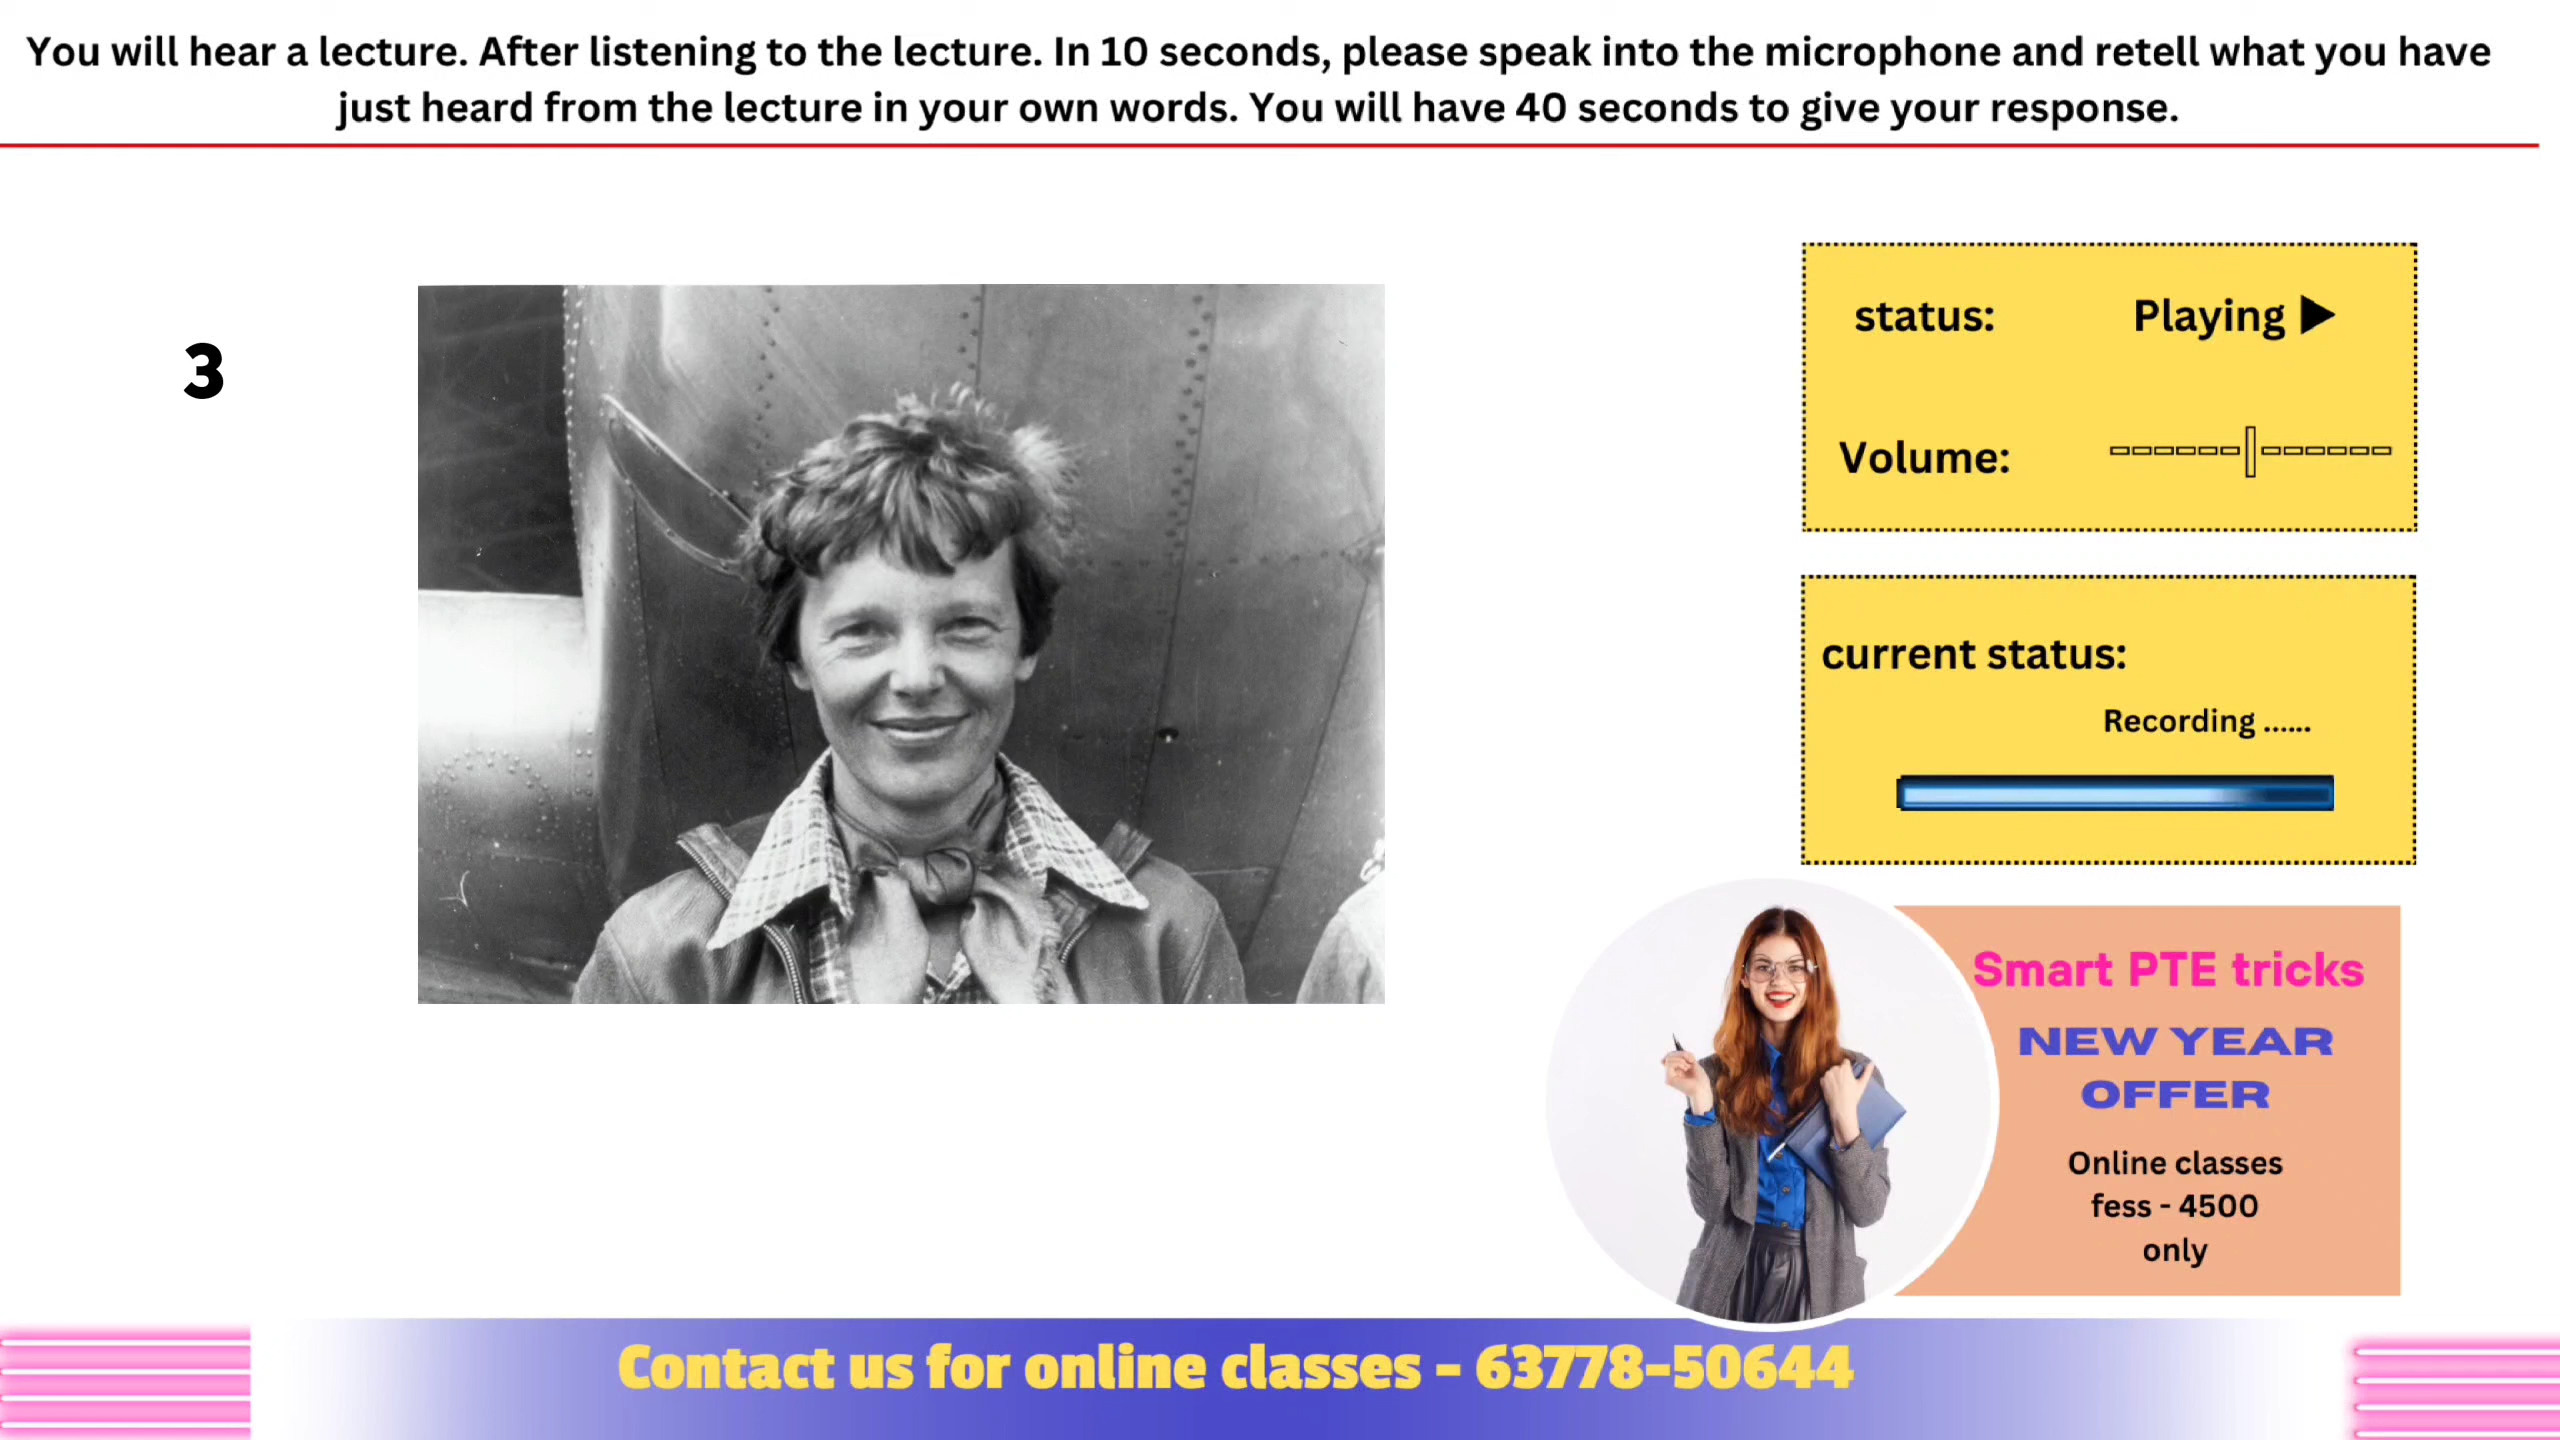 You will hear a lecture. After listening to the lecture. In 10 seconds, please speak into the microphone and retell what you have
just heard from the lecture in your own words. You will have 40 seconds to give your response.
3
status: Playing
Volume:
current status:
Recording ......
Smart PTE tricks
NEW YEAR
OFFER
Online classes
fess - 4500
only
Contact us for online classes - 63778-50644